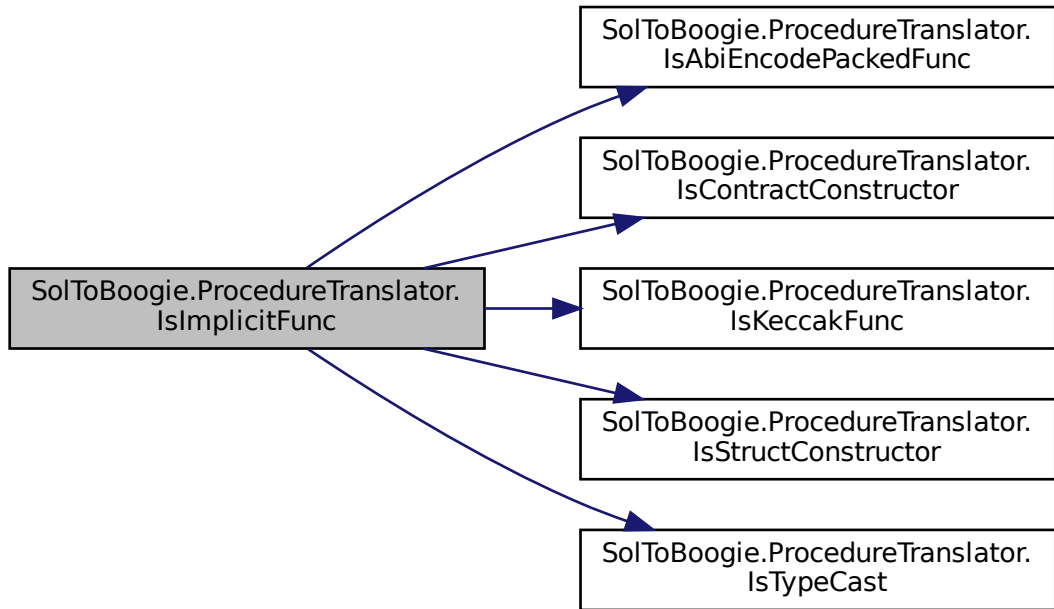 SolToBoogie.ProcedureTranslator.
IsAbiEncodePackedFunc
SolToBoogie.ProcedureTranslator.
IsContractConstructor
SolToBoogie.ProcedureTranslator.
IsImplicitFunc
SolToBoogie.ProcedureTranslator.
IsKeccakFunc
SolToBoogie.ProcedureTranslator.
IsStructConstructor
SolToBoogie.ProcedureTranslator.
IsTypeCast